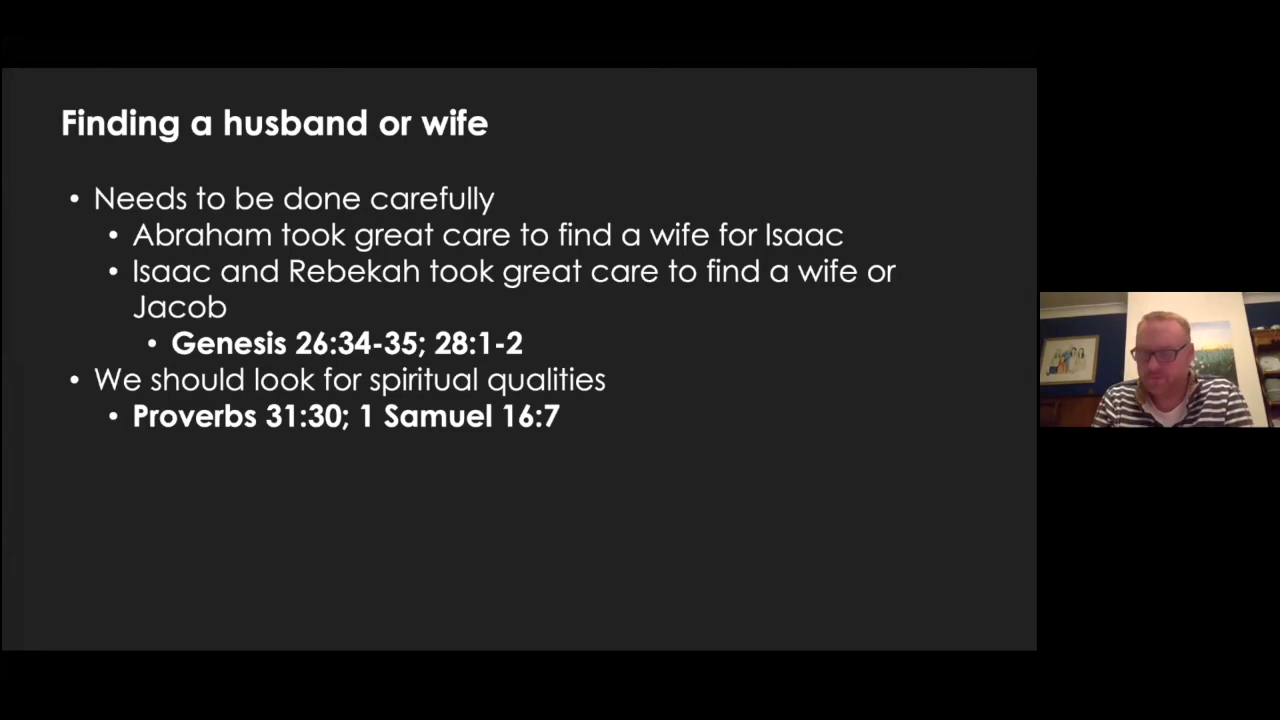 Finding a husband or wife
• Needs to be done carefully
• Abraham took great care to find a wife for Isaac
• Isaac and Rebekah took great care to find a wife or
Jacob
• Genesis 26:34-35; 28:1-2
• We should look for spiritual qualities
• Proverbs 31:30; 1 Samuel 16:7